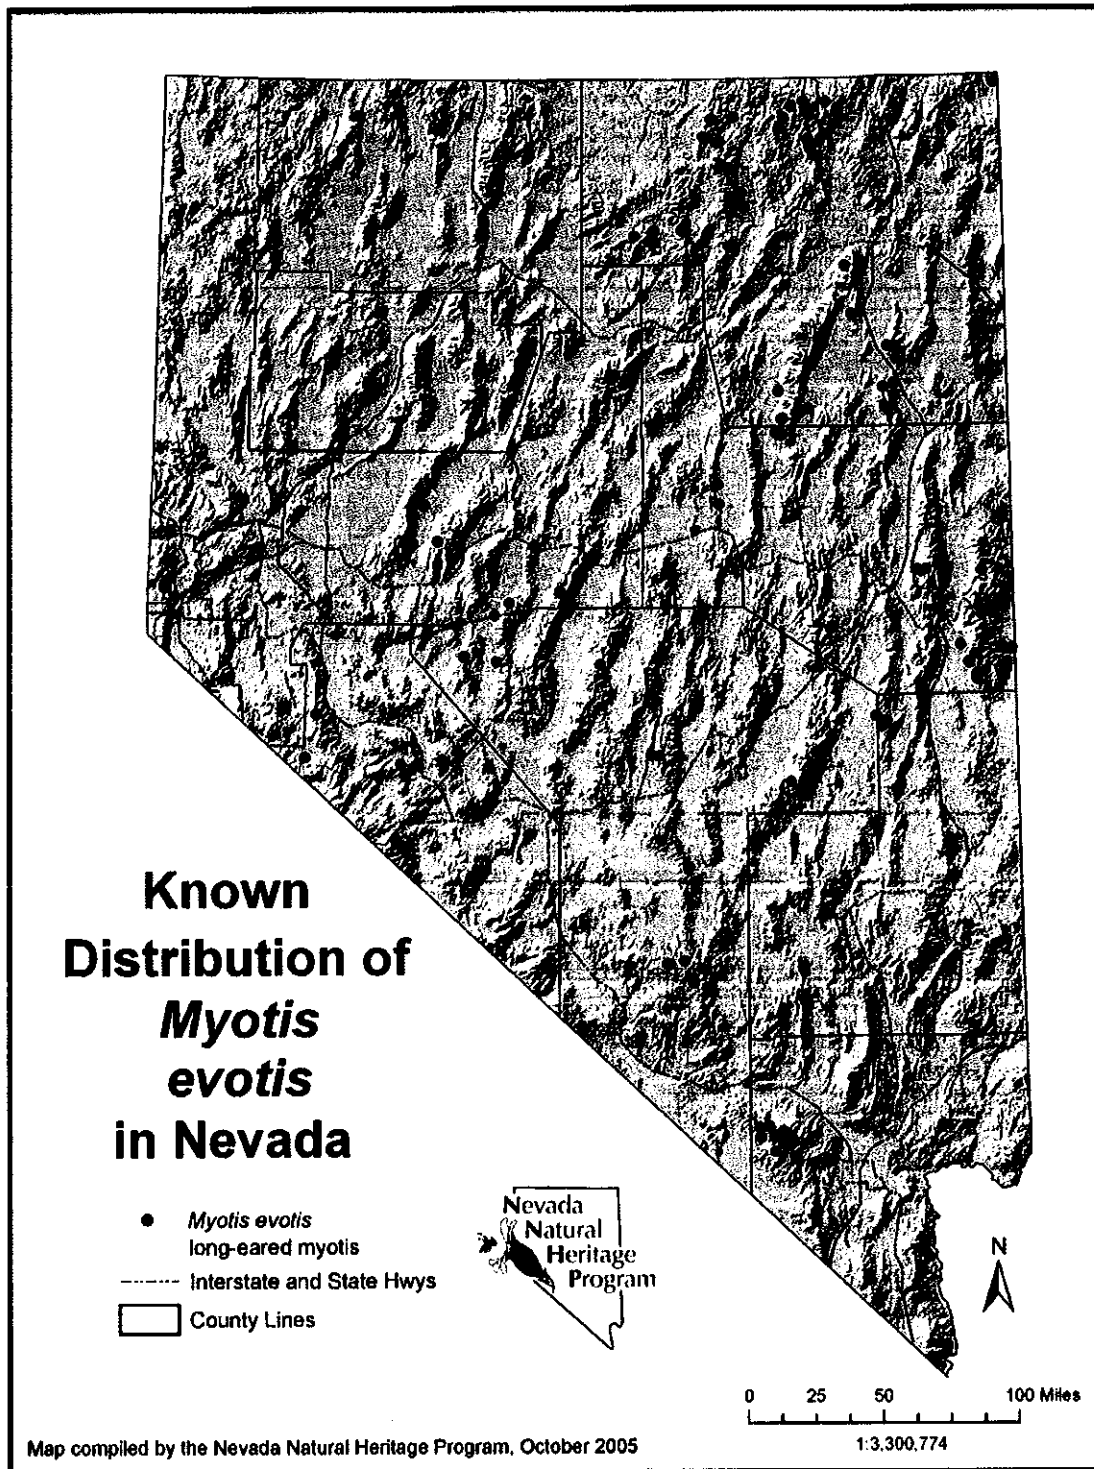 Known
Distribution of
Myotis
evotis
in Nevada
Myotis evotis
long-eared myotis
Interstate and State Hwys
County Lines
Nevada
Natural
Heritage
Program
N
0 25 50 100 Miles
1:3,300,774
Map compiled by the Nevada Natural Heritage Program, October 2005